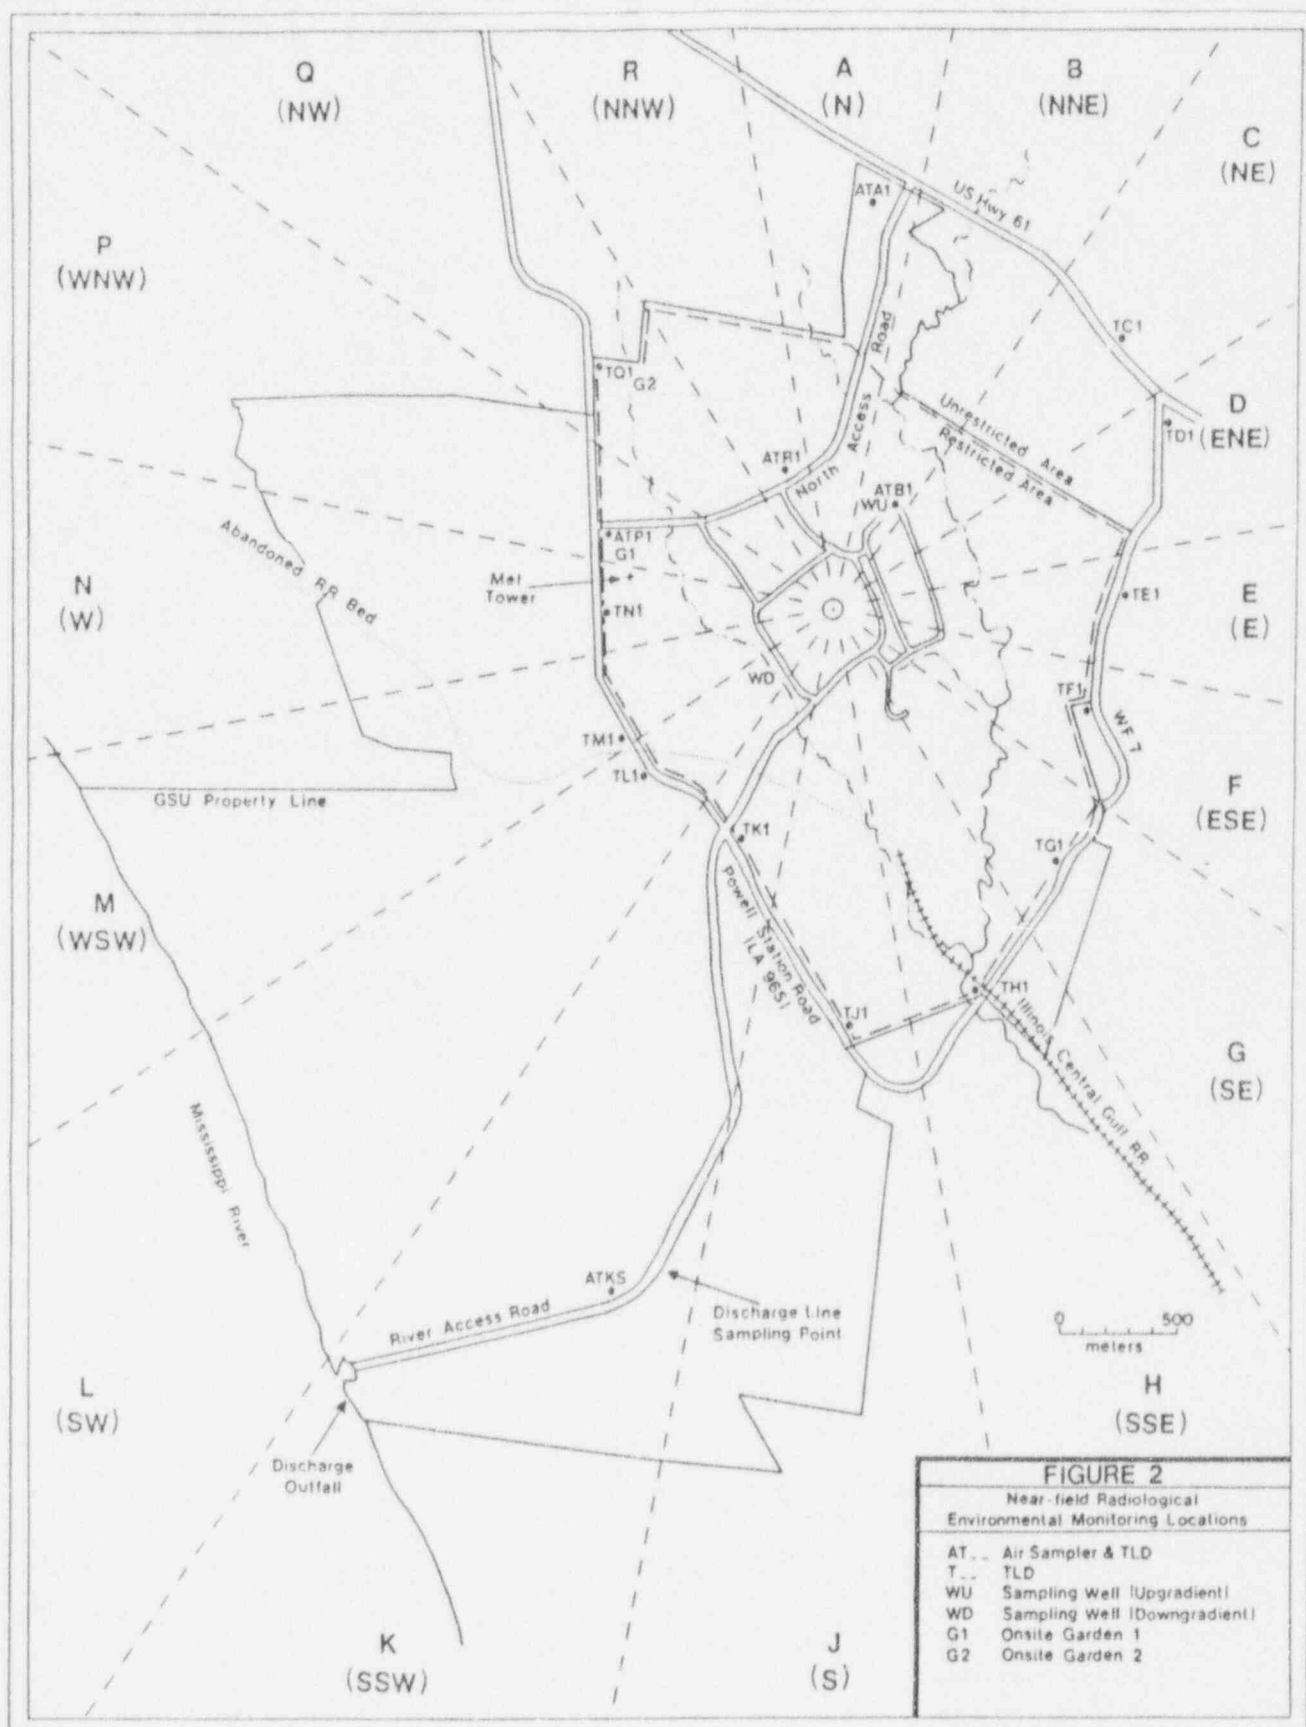 Q
(NW)
R
(NNW)
A
(N)
B
(NNE)
C
(NE)
P
(WNW)
ATA1
US Hwy 61
TC1
TQ1
G2
Road
Access
North
Unrestricted Area
Restricted Area
D
(ENE)
TD1
ATR1
ATB1
WU
Abandoned RR Bed
ATP1
G1
Met
Tower
TN1
N
(W)
TE1
E
(E)
WD
TF1
WF 7
TM1
TL1
GSU Property Line
F
(ESE)
TK1
TG1
M
(WSW)
Powell Station Road
(LA 965)
TH1
TJ1
Illinois Central Gulf RR
G
(SE)
Mississippi River
ATKS
River Access Road
Discharge Line
Sampling Point
0 500
meters
L
(SW)
H
(SSE)
Discharge
Outfall
K
(SSW)
J
(S)
FIGURE 2
Near-field Radiological
Environmental Monitoring Locations
AT_ _ Air Sampler & TLD
T_ _ TLD
WU Sampling Well (Upgradient)
WD Sampling Well (Downgradient)
G1 Onsite Garden 1
G2 Onsite Garden 2